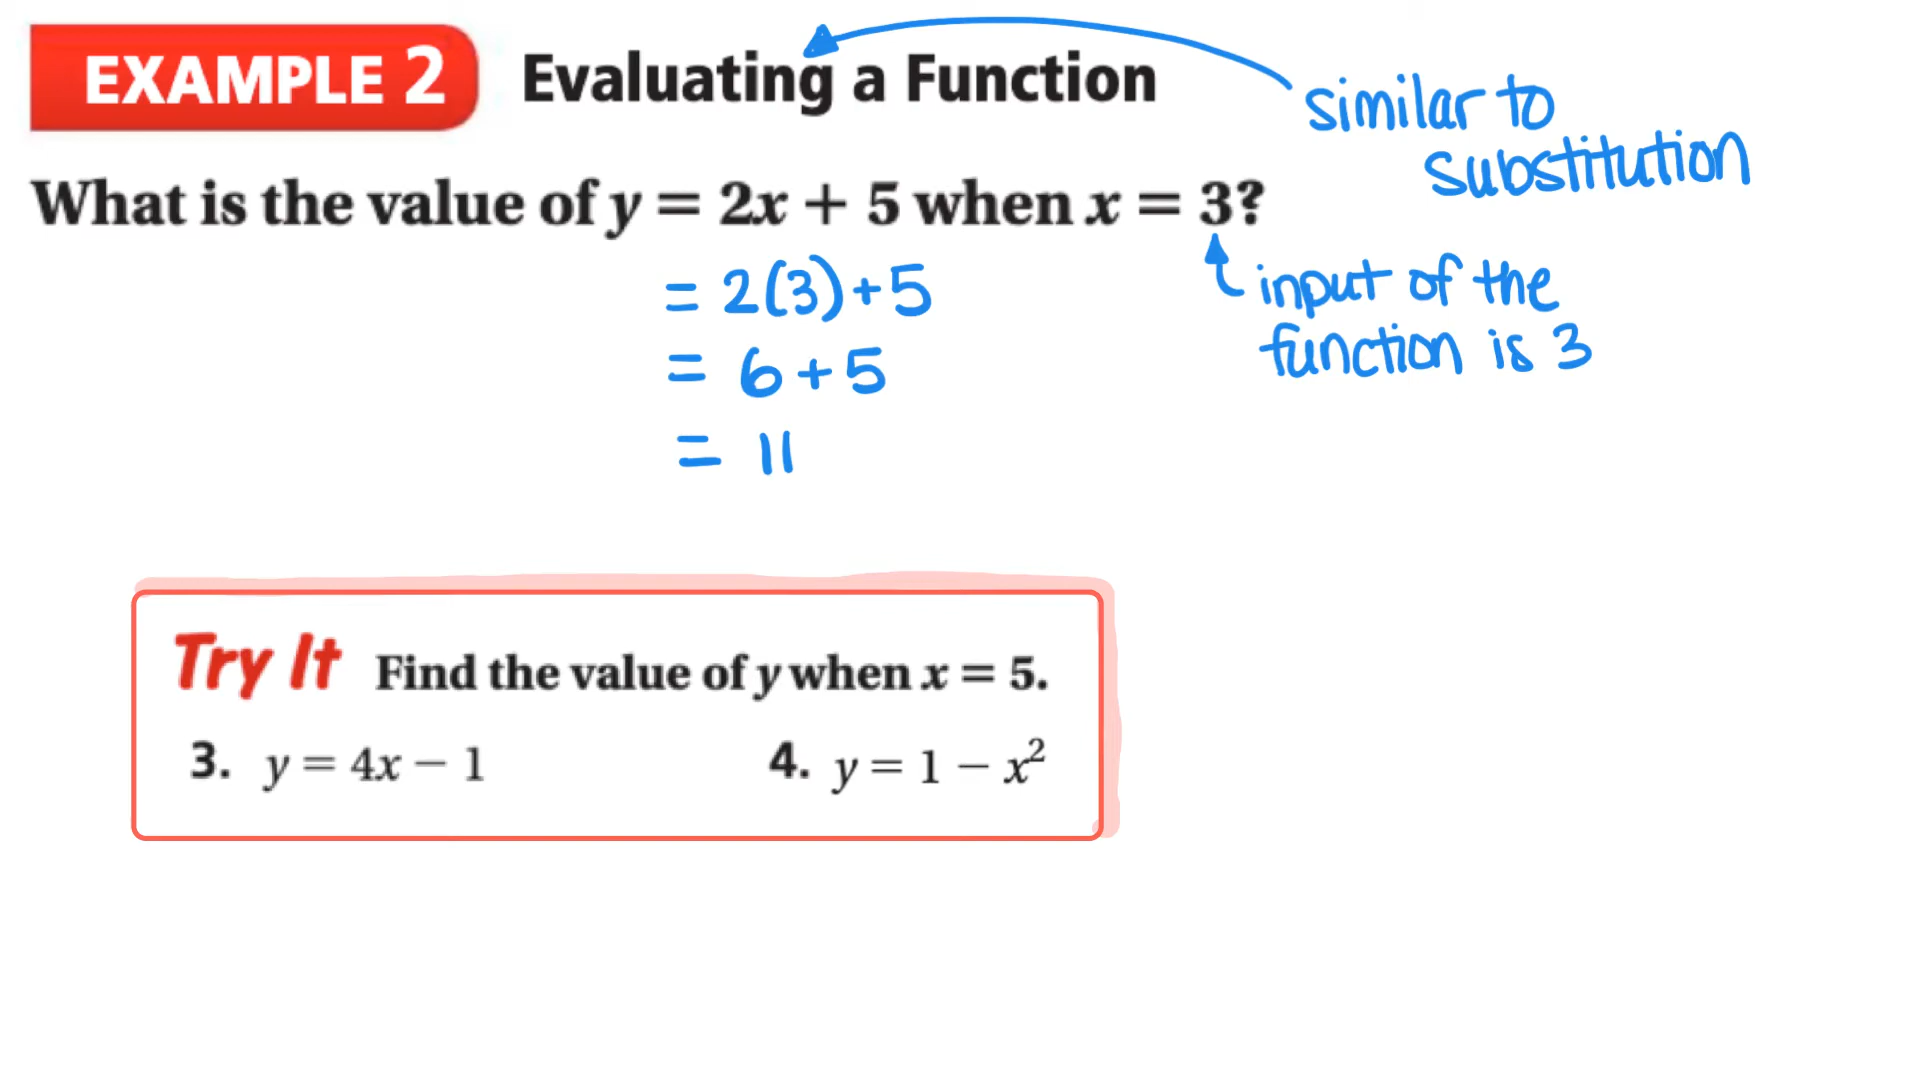 EXAMPLE 2 Evaluating a Function
similar to
substitution
What is the value of y = 2x + 5 when x = 3?
= 2(3)+5
= 6+5
= 11
input of the
function is 3
Try It Find the value of y when x = 5.
3. y = 4x − 1
4. y = 1 − x²